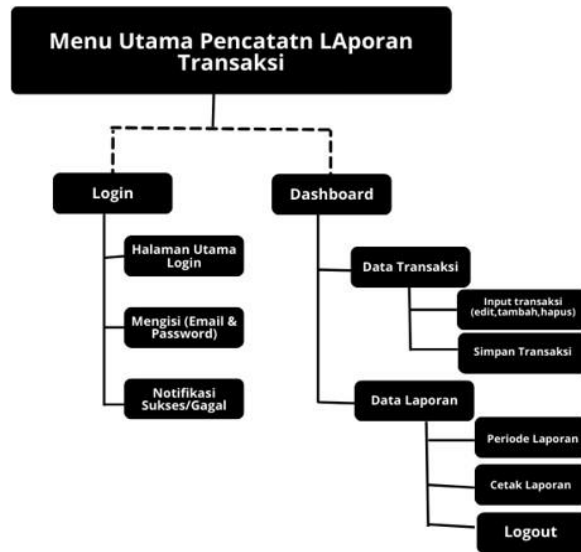 Menu Utama Pencatatn LAporan
Transaksi
Login
Dashboard
Halaman Utama
Login
Mengisi (Email &
Password)
Notifikasi
Sukses/Gagal
Data Transaksi
Input transaksi
(edit,tambah,hapus)
Simpan Transaksi
Data Laporan
Periode Laporan
Cetak Laporan
Logout